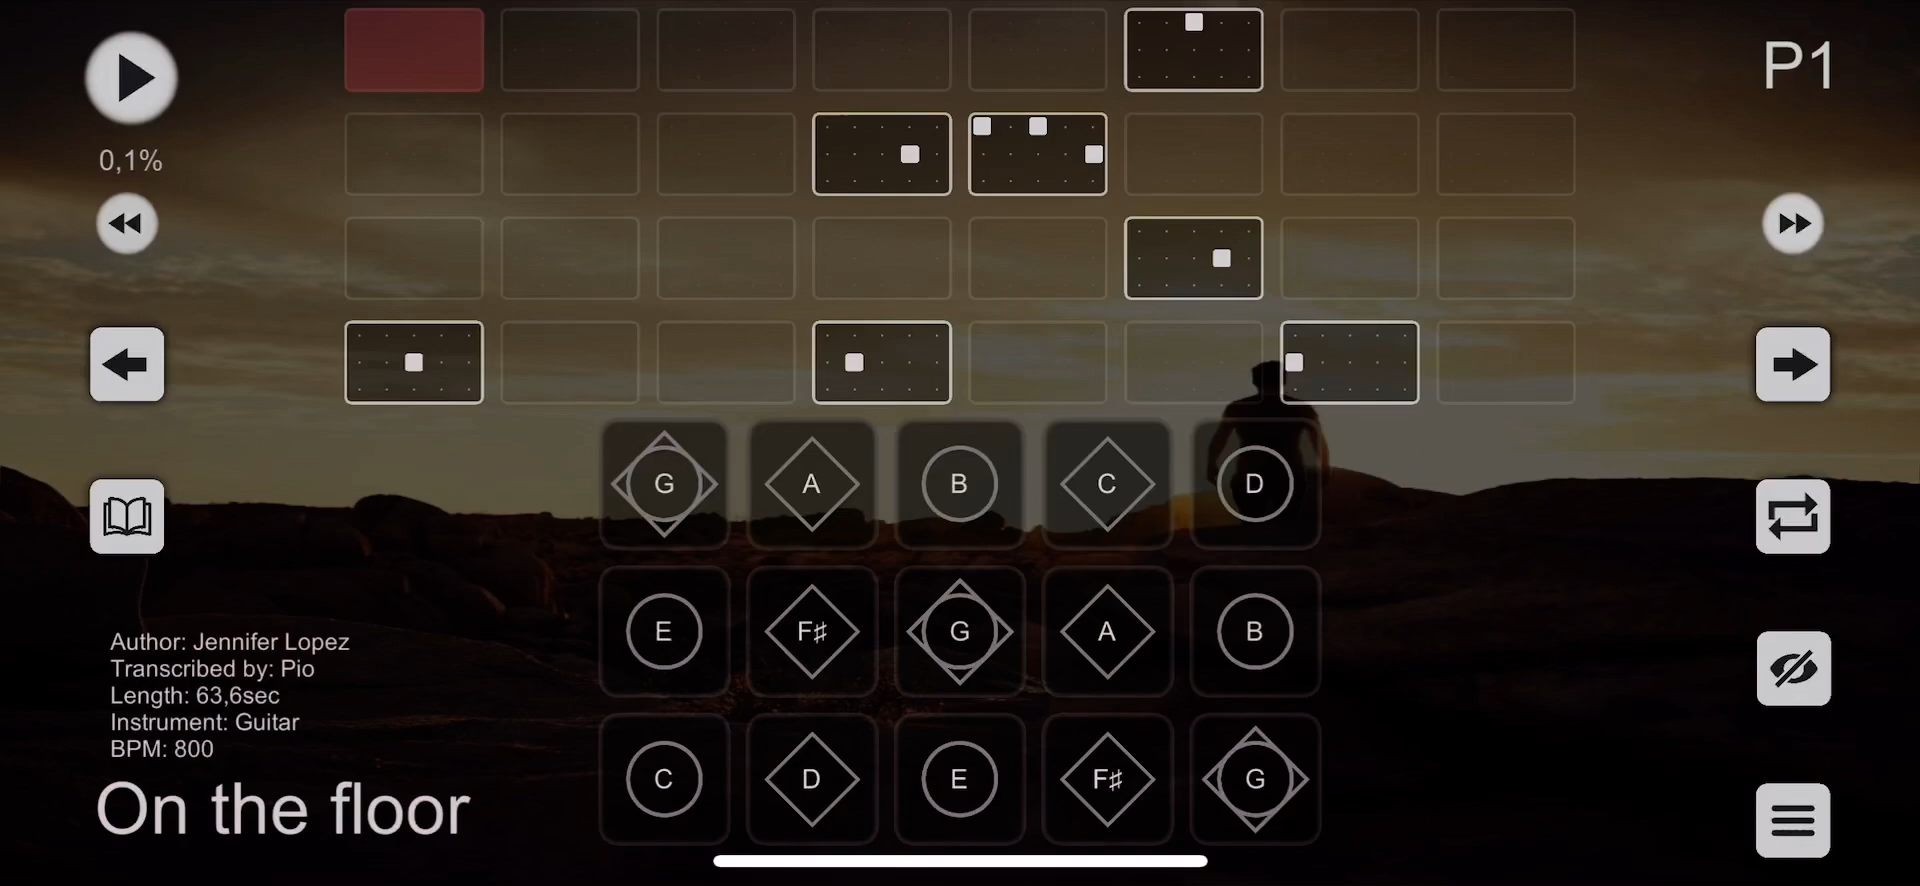 P1
0,1%
G A B C D
E F♯ G A B
C D E F♯ G
Author: Jennifer Lopez
Transcribed by: Pio
Length: 63,6sec
Instrument: Guitar
BPM: 800
On the floor